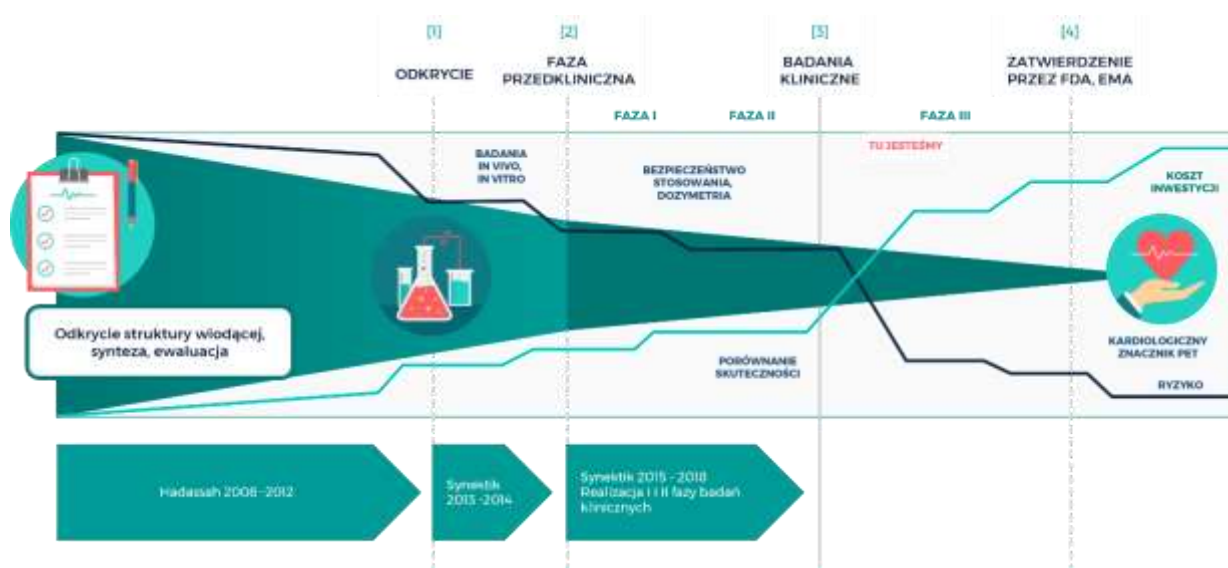 [1]
ODKRYCIE
[2]
FAZA
PRZEDKLINICZNA
[3]
BADANIA
KLINICZNE
[4]
ZATWIERDZENIE
PRZEZ FDA, EMA
FAZA I
FAZA II
FAZA III
TU JESTEŚMY
BADANIA
IN VIVO,
IN VITRO
BEZPIECZEŃSTWO
STOSOWANIA,
DOZYMETRIA
KOSZT
INWESTYCJI
Odkrycie struktury wiodącej,
synteza, ewaluacja
PORÓWNANIE
SKUTECZNOŚCI
KARDIOLOGICZNY
ZNACZNIK PET
RYZYKO
Hadassah 2006-2012
Synektik
2013 -2014
Synektik 2015 - 2018
Realizacja I i II fazy badań
klinicznych